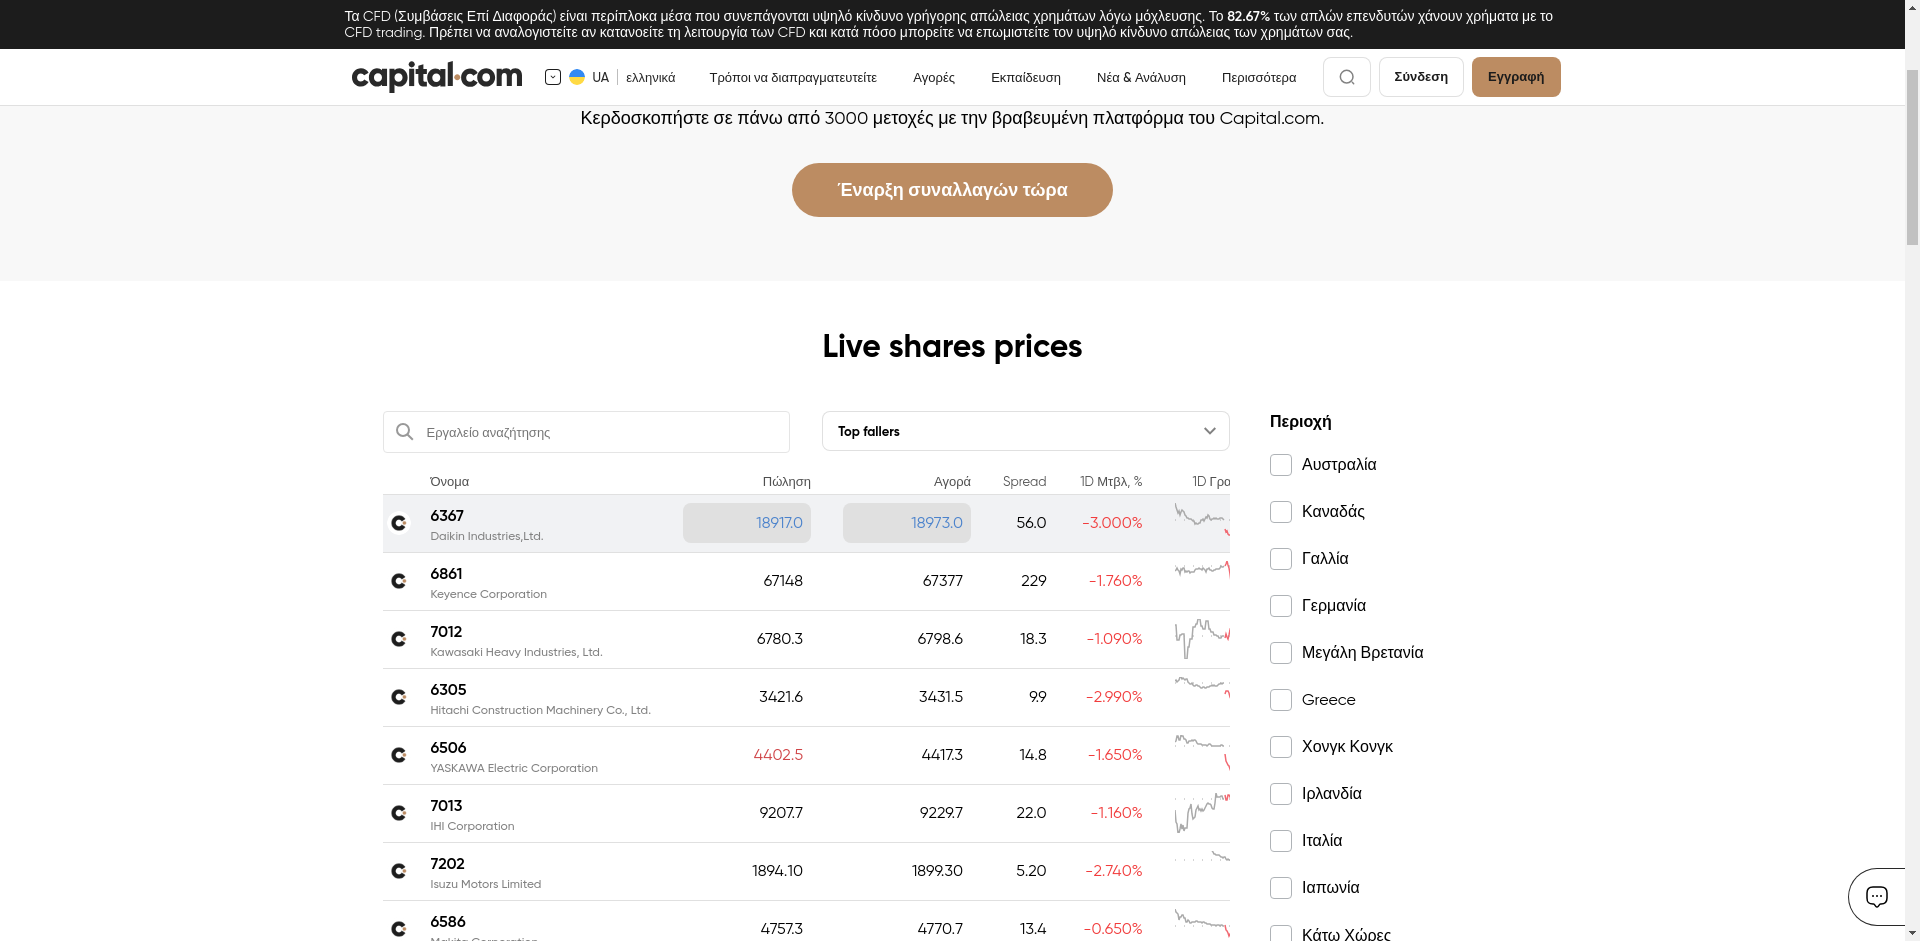 Τα CFD (Συμβάσεις Επί Διαφοράς) είναι περίπλοκα μέσα που συνεπάγονται υψηλό κίνδυνο γρήγορης απώλειας χρημάτων λόγω μόχλευσης. Το 82.67% των απλών επενδυτών χάνουν χρήματα με το
CFD trading. Πρέπει να αναλογιστείτε αν κατανοείτε τη λειτουργία των CFD και κατά πόσο μπορείτε να επωμιστείτε τον υψηλό κίνδυνο απώλειας των χρημάτων σας.
capital.com UA ελληνικά Τρόποι να διαπραγματευτείτε Αγορές Εκπαίδευση Νέα & Ανάλυση Περισσότερα Σύνδεση Εγγραφή
Κερδοσκοπήστε σε πάνω από 3000 μετοχές με την βραβευμένη πλατφόρμα του Capital.com.
Έναρξη συναλλαγών τώρα
Live shares prices
Εργαλείο αναζήτησης Top fallers
Όνομα Πώληση Αγορά Spread 1D Μτβλ, % 1D Γρα
6367 18917.0 18973.0 56.0 -3.000%
Daikin Industries,Ltd.
6861 67148 67377 229 -1.760%
Keyence Corporation
7012 6780.3 6798.6 18.3 -1.090%
Kawasaki Heavy Industries, Ltd.
6305 3421.6 3431.5 9.9 -2.990%
Hitachi Construction Machinery Co., Ltd.
6506 4402.5 4417.3 14.8 -1.650%
YASKAWA Electric Corporation
7013 9207.7 9229.7 22.0 -1.160%
IHI Corporation
7202 1894.10 1899.30 5.20 -2.740%
Isuzu Motors Limited
6586 4757.3 4770.7 13.4 -0.650%
Makita Corporation
Περιοχή
Αυστραλία
Καναδάς
Γαλλία
Γερμανία
Μεγάλη Βρετανία
Greece
Χονγκ Κονγκ
Ιρλανδία
Ιταλία
Ιαπωνία
Κάτω Χώρες